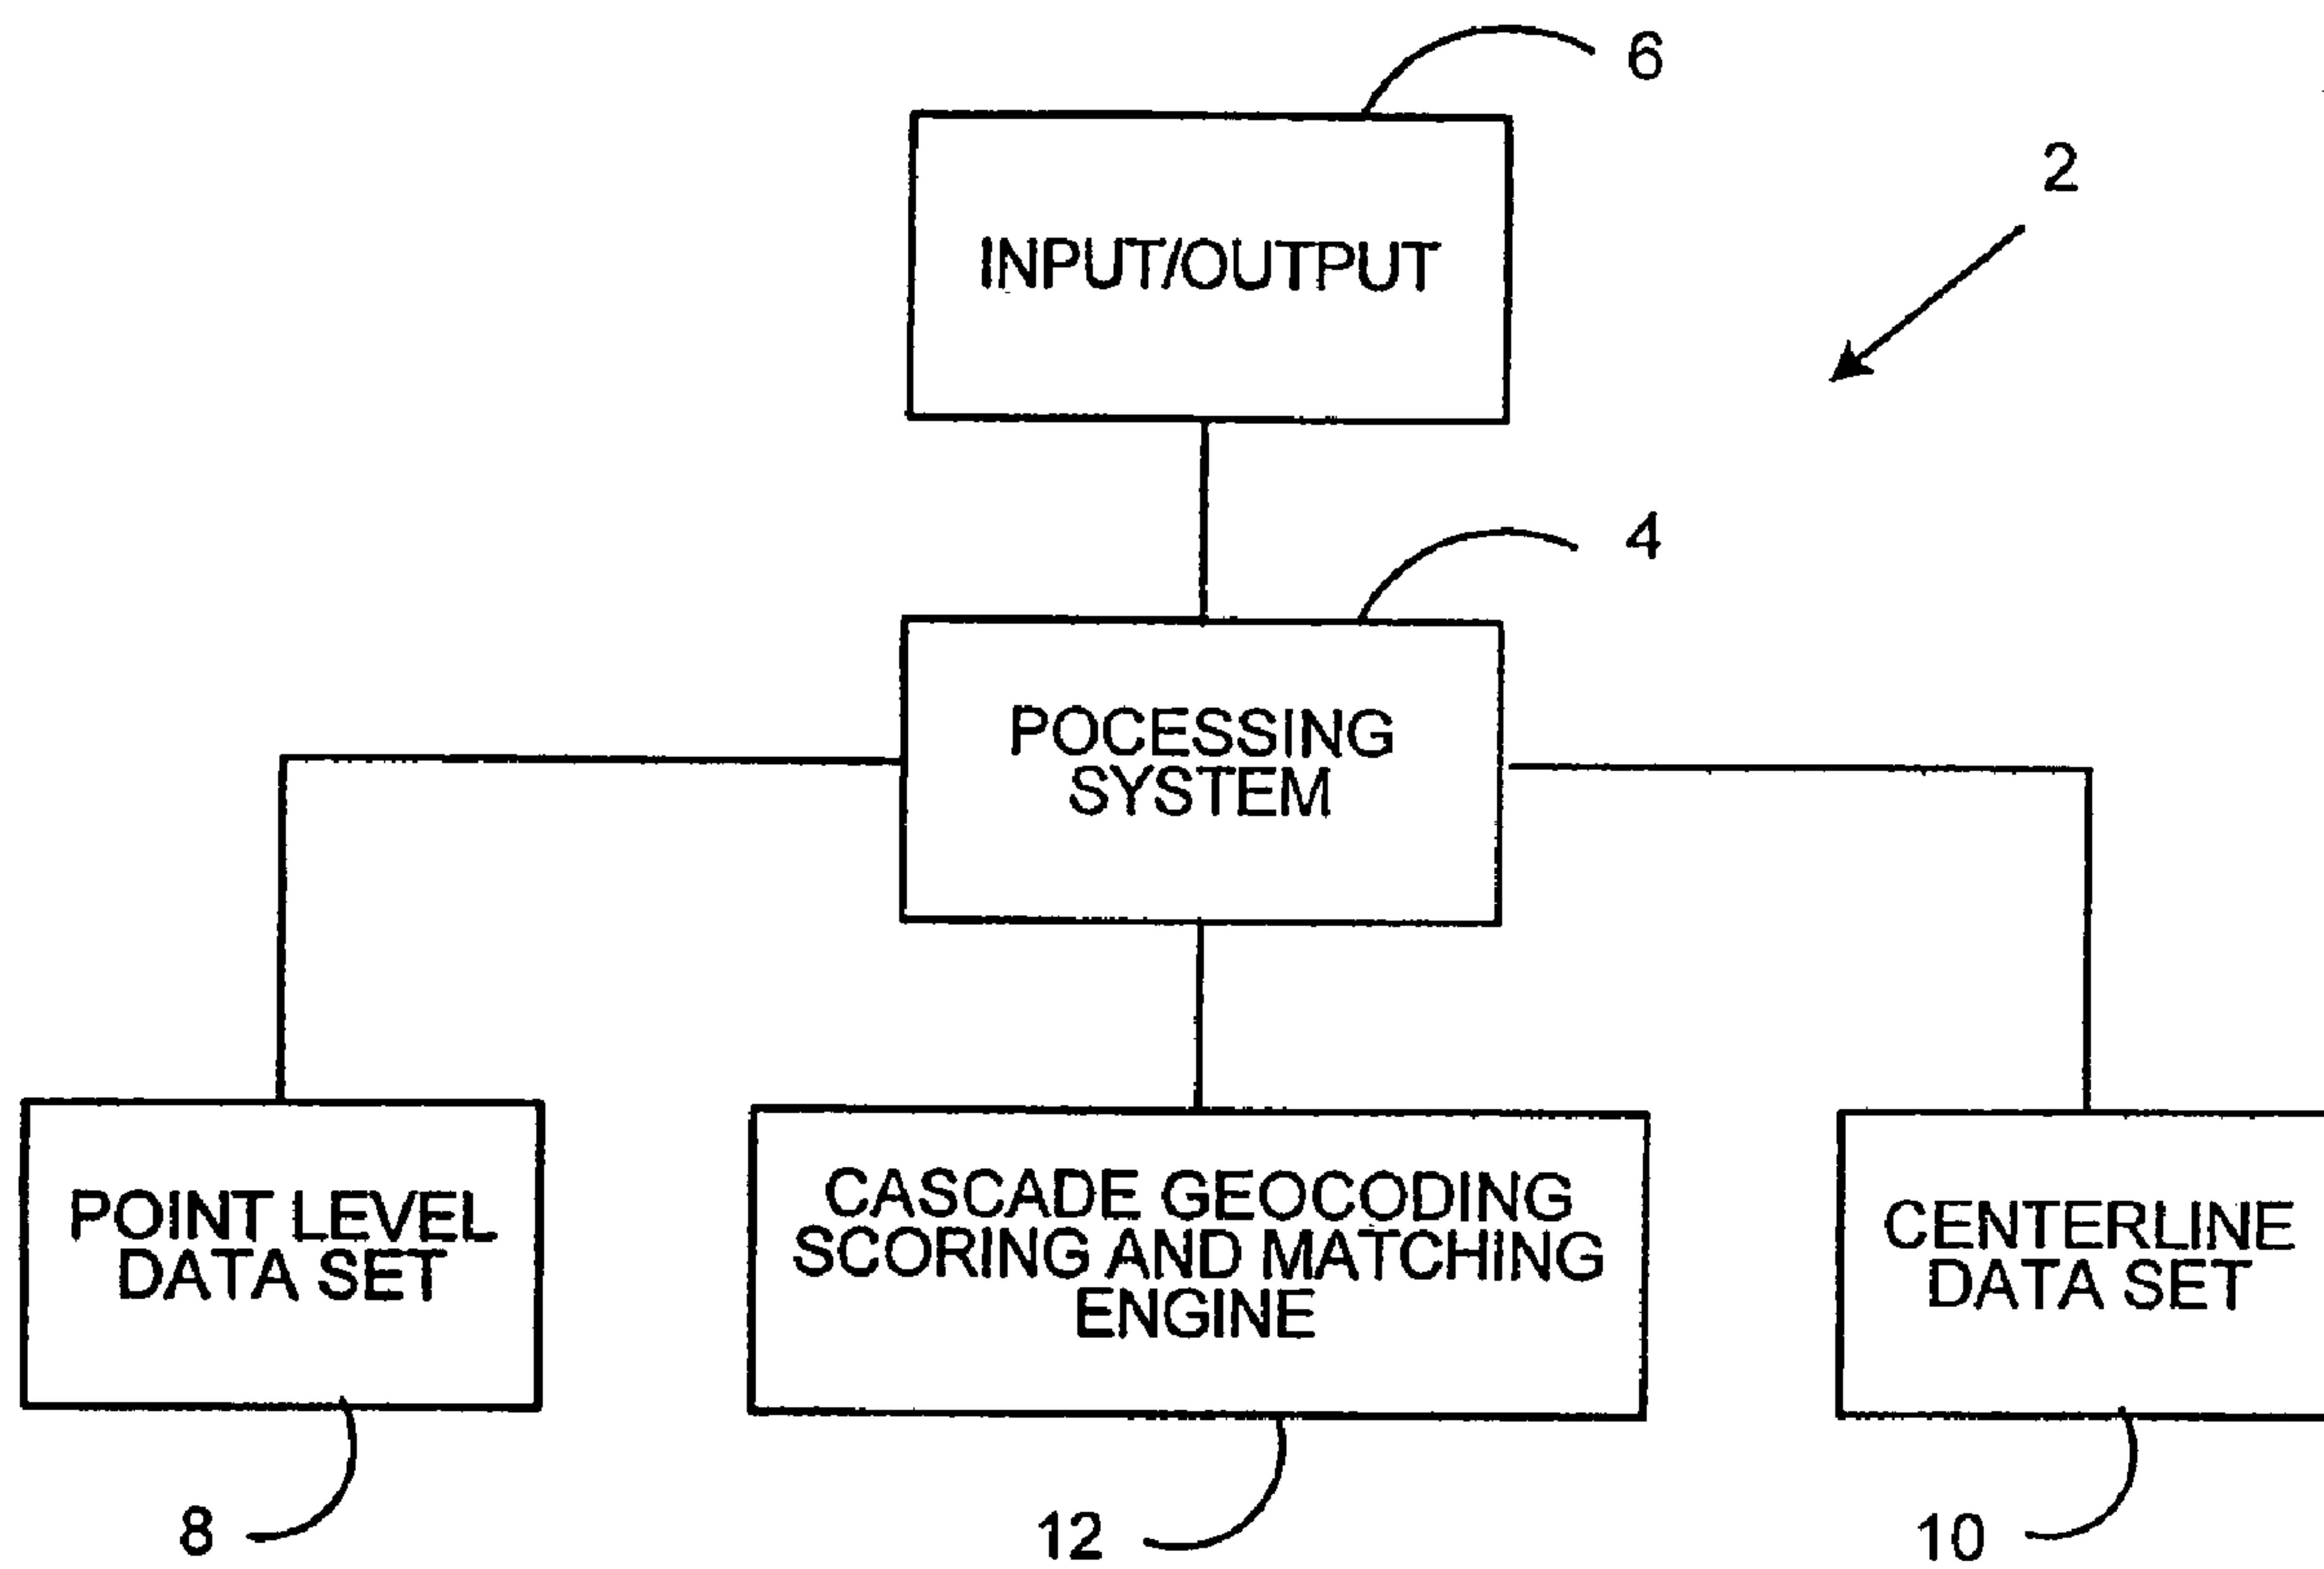 6
2
INPUT/OUTPUT
4
POCESSING
SYSTEM
POINT LEVEL
DATA SET
CASCADE GEOCODING
SCORING AND MATCHING
ENGINE
CENTERLINE
DATA SET
8
12
10